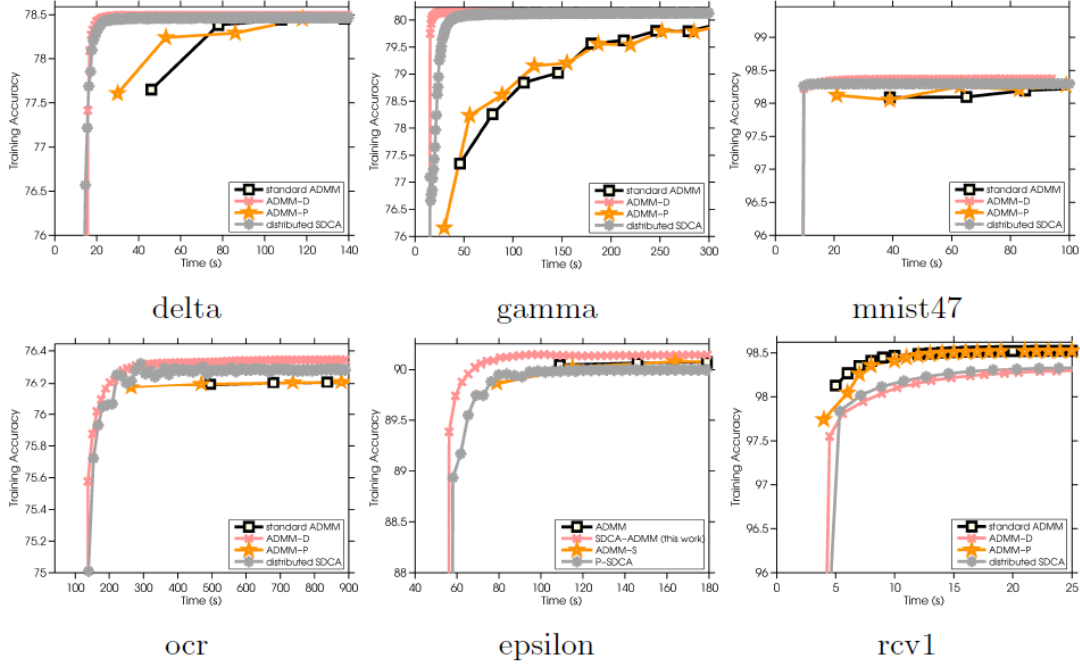 Training Accuracy
78.5
78
77.5
77
76.5
76
0 20 40 60 80 100 120 140
Time (s)
standard ADMM
ADMM-D
ADMM-P
distributed SDCA
delta
Training Accuracy
80
79.5
79
78.5
78
77.5
77
76.5
76
0 50 100 150 200 250 300
Time (s)
standard ADMM
ADMM-D
ADMM-P
distributed SDCA
gamma
Training Accuracy
99
98.5
98
97.5
97
96.5
96
0 20 40 60 80 100
Time (s)
standard ADMM
ADMM-D
ADMM-P
distributed SDCA
mnist47
Training Accuracy
76.4
76.2
76
75.8
75.6
75.4
75.2
75
100 200 300 400 500 600 700 800 900
Time (s)
standard ADMM
ADMM-D
ADMM-P
distributed SDCA
ocr
Training Accuracy
90
89.5
89
88.5
88
40 60 80 100 120 140 160 180
Time (s)
ADMM
SDCA-ADMM (this work)
ADMM-S
P-SDCA
epsilon
Training Accuracy
98.5
98
97.5
97
96.5
96
0 5 10 15 20 25
Time (s)
standard ADMM
ADMM-D
ADMM-P
distributed SDCA
rcv1